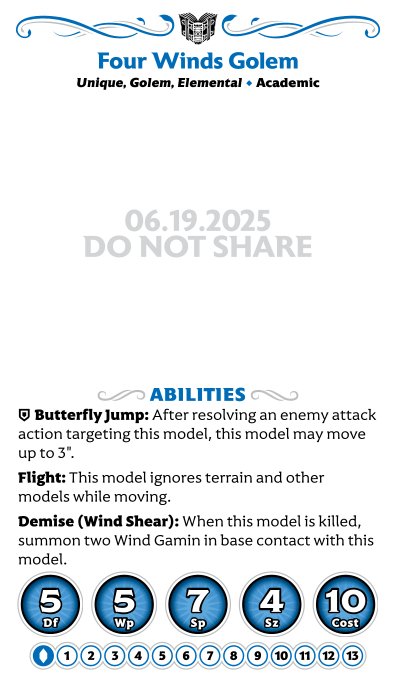 Four Winds Golem
Unique, Golem, Elemental ♦ Academic
06.19.2025
DO NOT SHARE
ABILITIES
Butterfly Jump: After resolving an enemy attack
action targeting this model, this model may move
up to 3".
Flight: This model ignores terrain and other
models while moving.
Demise (Wind Shear): When this model is killed,
summon two Wind Gamin in base contact with this
model.
5 5 7 4 10
Df Wp Sp Sz Cost
1 2 3 4 5 6 7 8 9 10 11 12 13